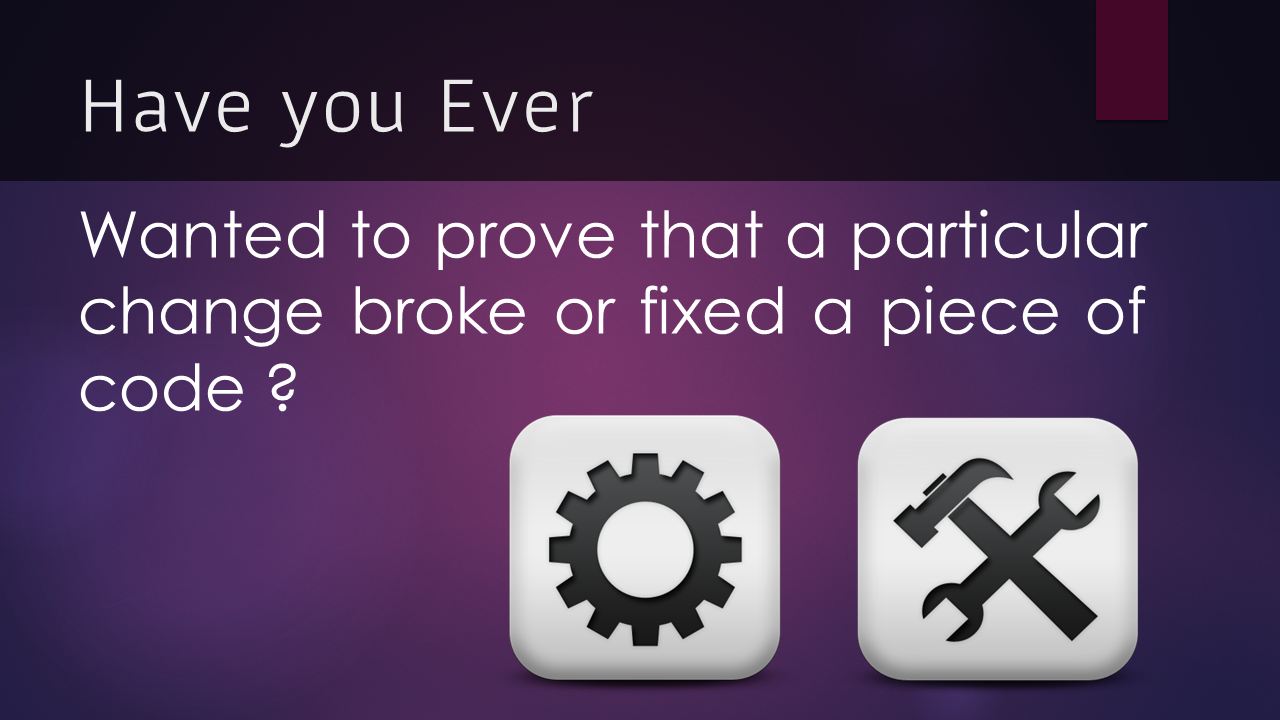 Have you Ever
Wanted to prove that a particular
change broke or fixed a piece of
code ?